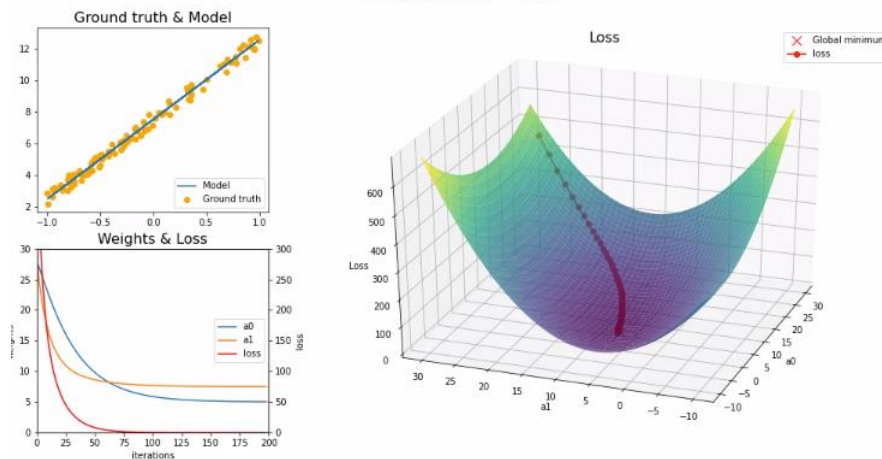 Ground truth & Model
12
10
8
6
4
2
Model
Ground truth
−1.0 −0.5 0.0 0.5 1.0
Weights & Loss
30
25
20
15
10
5
0
300
250
200
150
100
50
0
a0
a1
loss
loss
0 25 50 75 100 125 150 175 200
iterations
Loss
Global minimum
loss
600
500
400
300
200
100
0
Loss
30 25 20 15 10 5 0 −5 −10
a1
30
25
20
15
10
5
0
−5
−10
a0